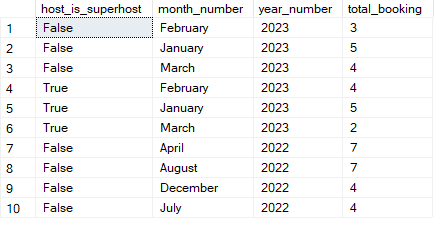 host_is_superhost month_number year_number total_booking
1 False February 2023 3
2 False January 2023 5
3 False March 2023 4
4 True February 2023 4
5 True January 2023 5
6 True March 2023 2
7 False April 2022 7
8 False August 2022 7
9 False December 2022 4
10 False July 2022 4